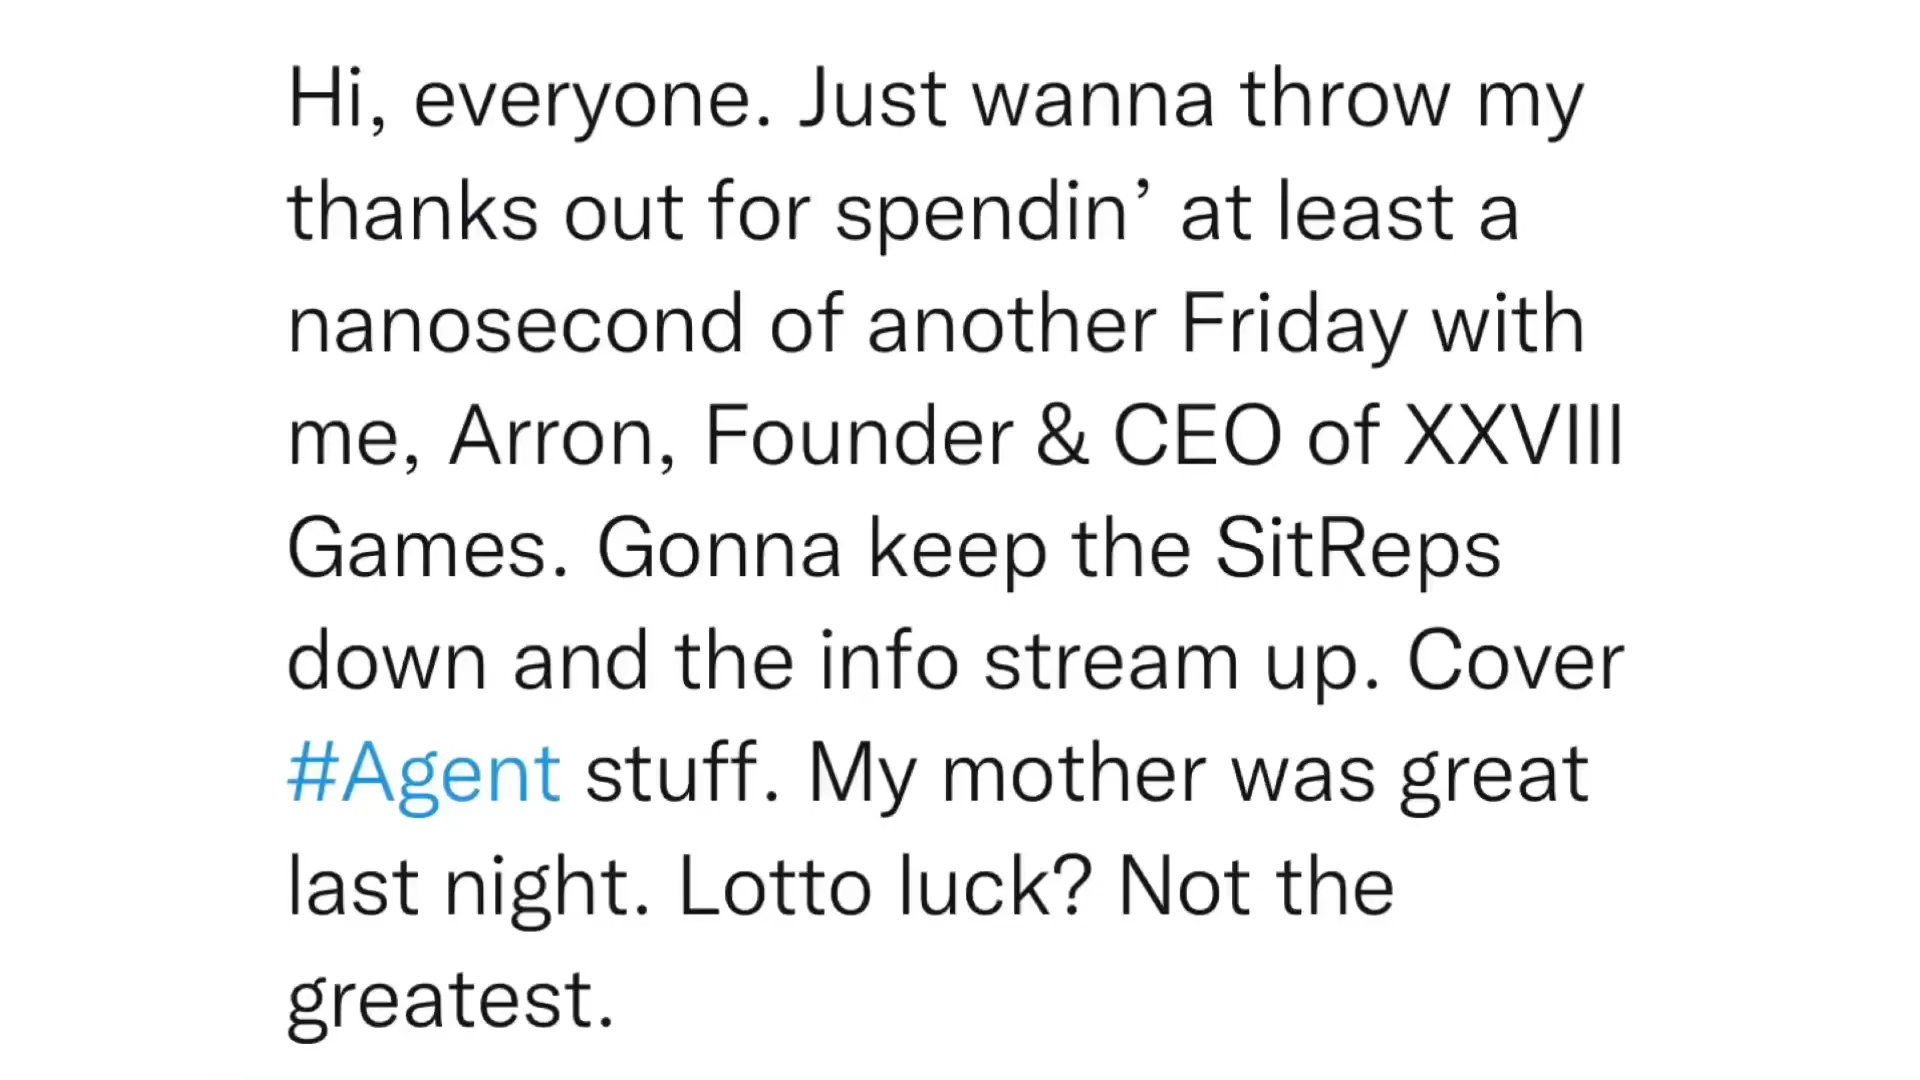 Hi, everyone. Just wanna throw my
thanks out for spendin’ at least a
nanosecond of another Friday with
me, Arron, Founder & CEO of XXVIII
Games. Gonna keep the SitReps
down and the info stream up. Cover
#Agent stuff. My mother was great
last night. Lotto luck? Not the
greatest.